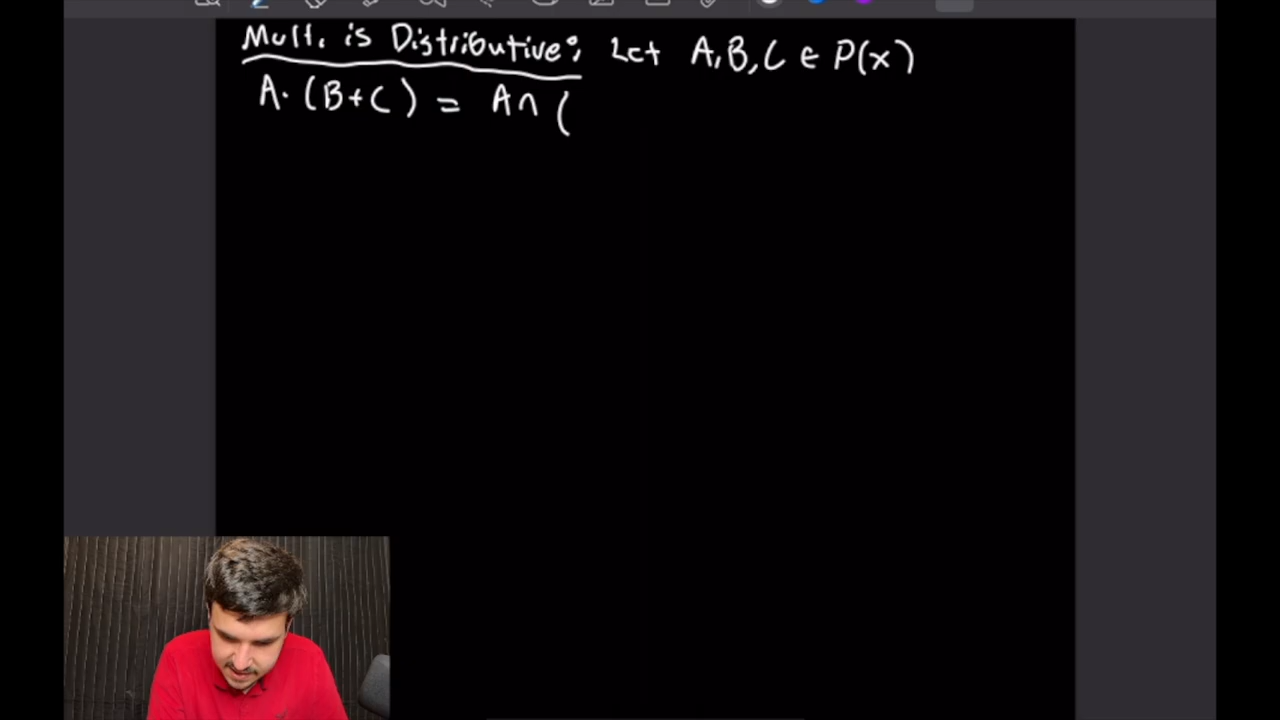 Mult. is Distributive: Let A, B, C ∈ P(x)
A·(B+C) = A∩(